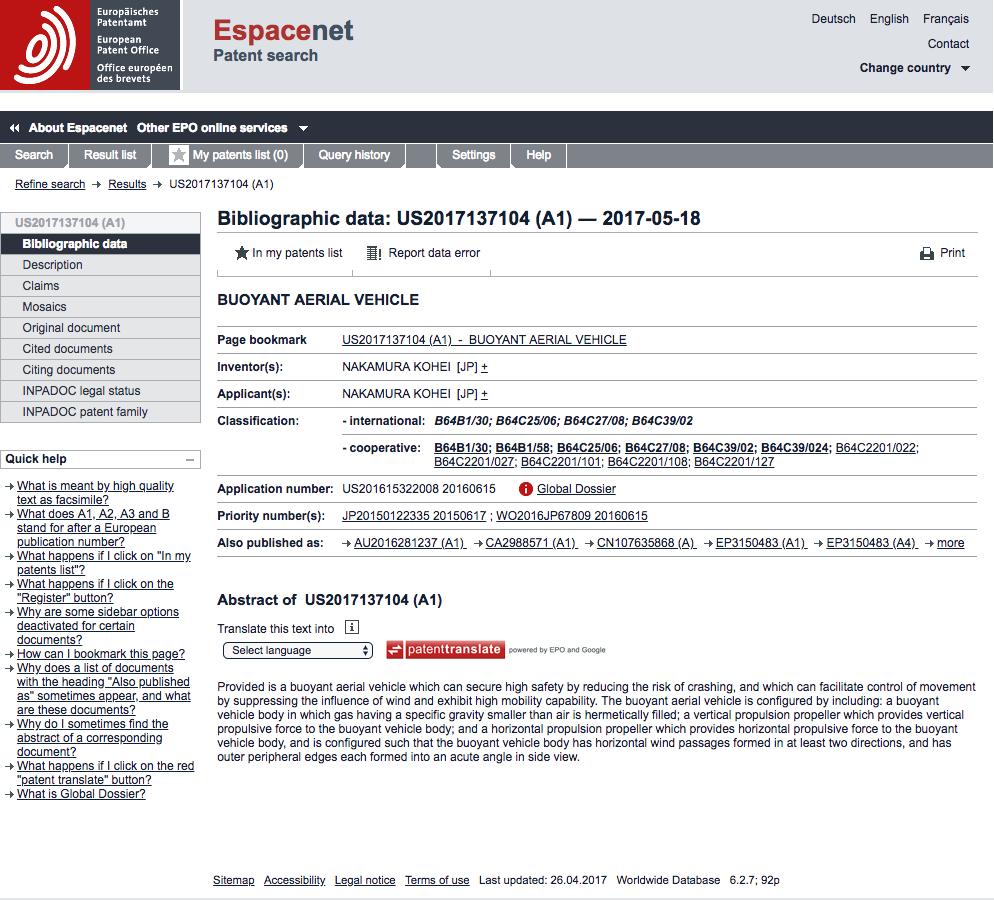 Europäisches
Patentamt
European
Patent Office
Office européen
des brevets
Espacenet
Patent search
Deutsch English Français
Contact
Change country
About Espacenet Other EPO online services
Search Result list My patents list (0) Query history Settings Help
Refine search → Results → US2017137104 (A1)
US2017137104 (A1)
Bibliographic data
Description
Claims
Mosaics
Original document
Cited documents
Citing documents
INPADOC legal status
INPADOC patent family
Quick help
→ What is meant by high quality
text as facsimile?
→ What does A1, A2, A3 and B
stand for after a European
publication number?
→ What happens if I click on "In my
patents list"?
→ What happens if I click on the
"Register" button?
→ Why are some sidebar options
deactivated for certain
documents?
→ How can I bookmark this page?
→ Why does a list of documents
with the heading "Also published
as" sometimes appear, and what
are these documents?
→ Why do I sometimes find the
abstract of a corresponding
document?
→ What happens if I click on the red
"patent translate" button?
→ What is Global Dossier?
Bibliographic data: US2017137104 (A1) — 2017-05-18
In my patents list Report data error Print
BUOYANT AERIAL VEHICLE
Page bookmark US2017137104 (A1) - BUOYANT AERIAL VEHICLE
Inventor(s): NAKAMURA KOHEI [JP] +
Applicant(s): NAKAMURA KOHEI [JP] +
Classification: - international: B64B1/30; B64C25/06; B64C27/08; B64C39/02
- cooperative: B64B1/30; B64B1/58; B64C25/06; B64C27/08; B64C39/02; B64C39/024; B64C2201/022;
B64C2201/027; B64C2201/101; B64C2201/108; B64C2201/127
Application number: US201615322008 20160615 Global Dossier
Priority number(s): JP20150122335 20150617 ; WO2016JP67809 20160615
Also published as: → AU2016281237 (A1) → CA2988571 (A1) → CN107635868 (A) → EP3150483 (A1) → EP3150483 (A4) → more
Abstract of US2017137104 (A1)
Translate this text into i
Select language patenttranslate powered by EPO and Google
Provided is a buoyant aerial vehicle which can secure high safety by reducing the risk of crashing, and which can facilitate control of movement
by suppressing the influence of wind and exhibit high mobility capability. The buoyant aerial vehicle is configured by including: a buoyant
vehicle body in which gas having a specific gravity smaller than air is hermetically filled; a vertical propulsion propeller which provides vertical
propulsive force to the buoyant vehicle body; and a horizontal propulsion propeller which provides horizontal propulsive force to the buoyant
vehicle body, and is configured such that the buoyant vehicle body has horizontal wind passages formed in at least two directions, and has
outer peripheral edges each formed into an acute angle in side view.
Sitemap Accessibility Legal notice Terms of use Last updated: 26.04.2017 Worldwide Database 6.2.7; 92p